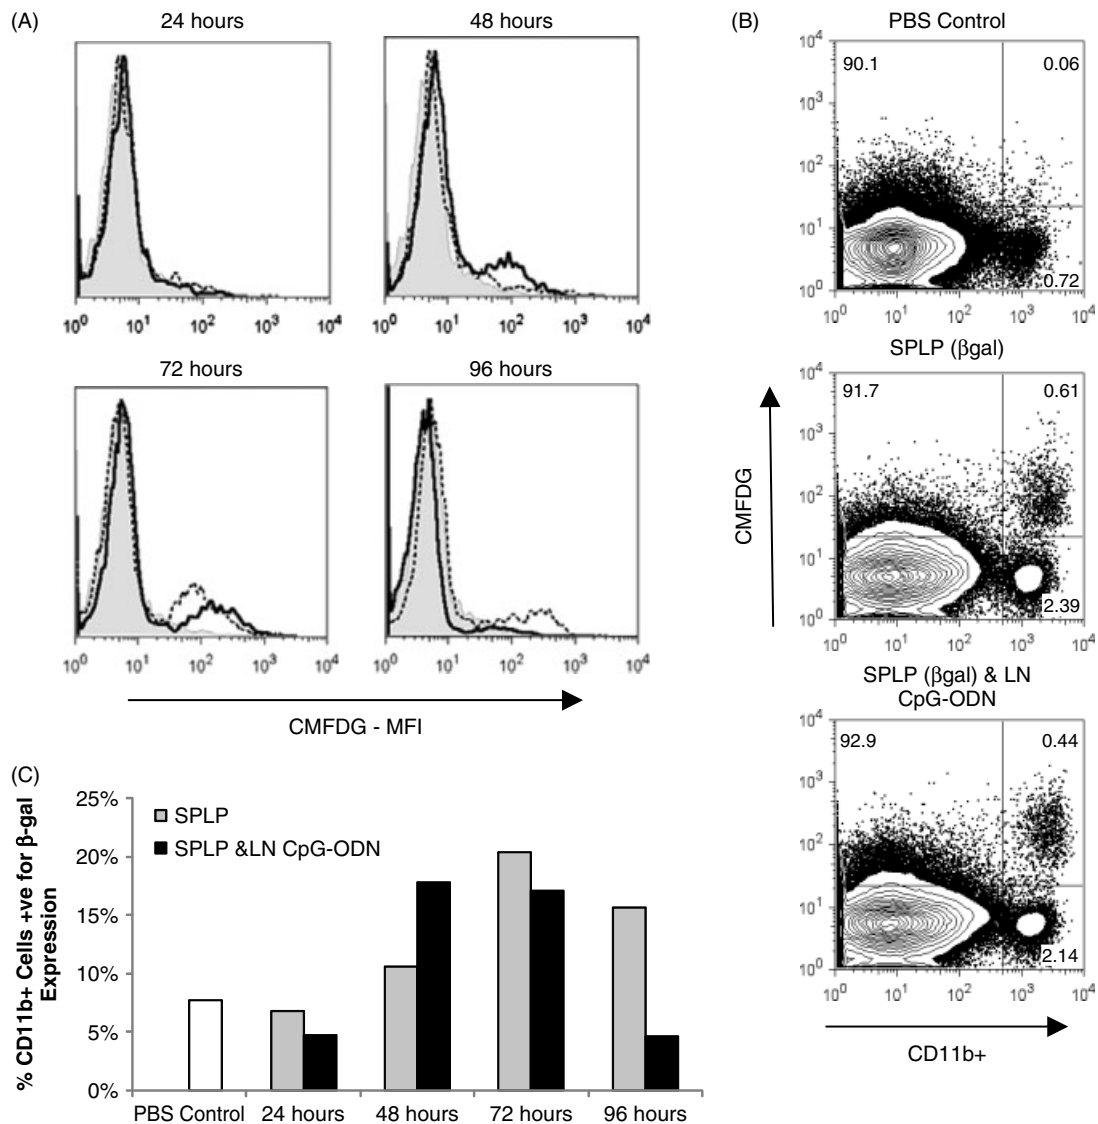 (A)
24 hours
48 hours
10⁰ 10¹ 10² 10³ 10⁴
10⁰ 10¹ 10² 10³ 10⁴
72 hours
96 hours
10⁰ 10¹ 10² 10³ 10⁴
10⁰ 10¹ 10² 10³ 10⁴
CMFDG - MFI
(B)
PBS Control
10⁴
10³
10²
10¹
10⁰
90.1
0.06
0.72
10⁰ 10¹ 10² 10³ 10⁴
SPLP (βgal)
10⁴
10³
10²
10¹
10⁰
91.7
0.61
2.39
10⁰ 10¹ 10² 10³ 10⁴
SPLP (βgal) & LN
CpG-ODN
10⁴
10³
10²
10¹
10⁰
92.9
0.44
2.14
10⁰ 10¹ 10² 10³ 10⁴
CMFDG
CD11b+
(C)
% CD11b+ Cells +ve for β-gal
Expression
25%
20%
15%
10%
5%
0%
SPLP
SPLP &LN CpG-ODN
PBS Control 24 hours 48 hours 72 hours 96 hours